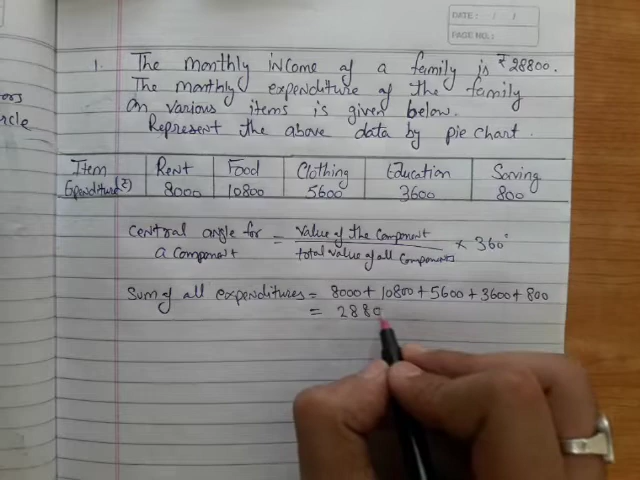 DATE: / /
PAGE NO.:
1. The monthly income of a family is ₹28800.
The monthly expenditure of the family
on various items is given below.
Represent the above data by pie chart.
Item Rent Food Clothing Education Saving
Expenditure(₹) 8000 10800 5600 3600 800
Central angle for a component = value of the component / total value of all components × 360°
Sum of all expenditures = 8000 + 10800 + 5600 + 3600 + 800
= 2880